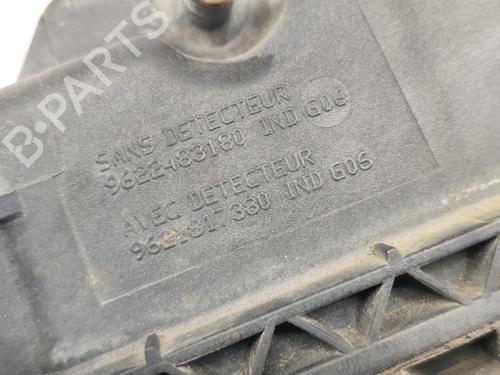 B-PARTS
SANS DETECTEUR
9622483180 IND G06
AVEC DETECTEUR
9621817380 IND G06